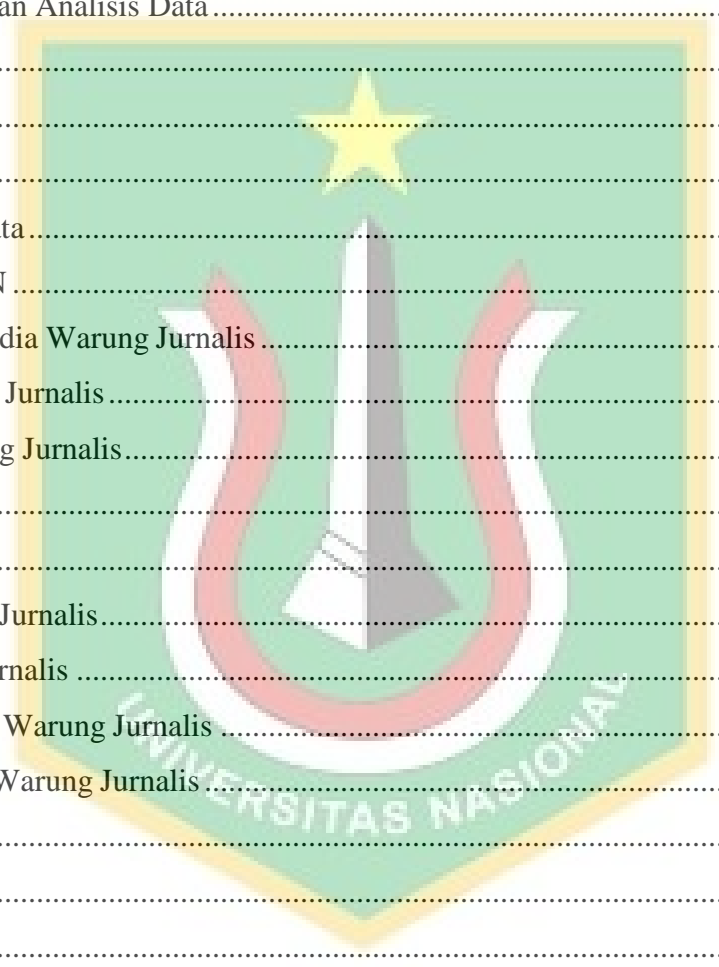 an Analisis Data ..........
..........
..........
..........
ta ..........
N ..........
dia Warung Jurnalis ..........
Jurnalis ..........
g Jurnalis ..........
..........
..........
Jurnalis ..........
rnalis ..........
Warung Jurnalis ..........
Warung Jurnalis ..........
..........
..........
..........
UNIVERSITAS NASIONAL